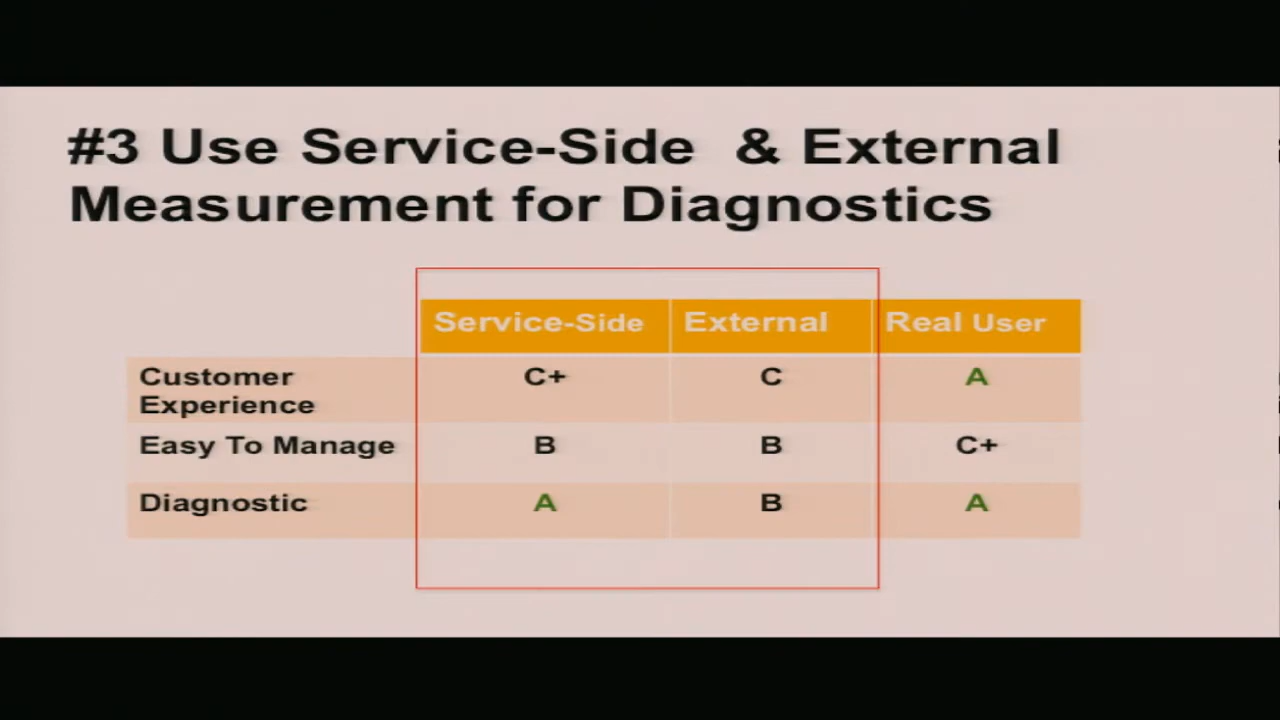 #3 Use Service-Side & External
Measurement for Diagnostics
Service-Side External Real User
Customer
Experience C+ C A
Easy To Manage B B C+
Diagnostic A B A